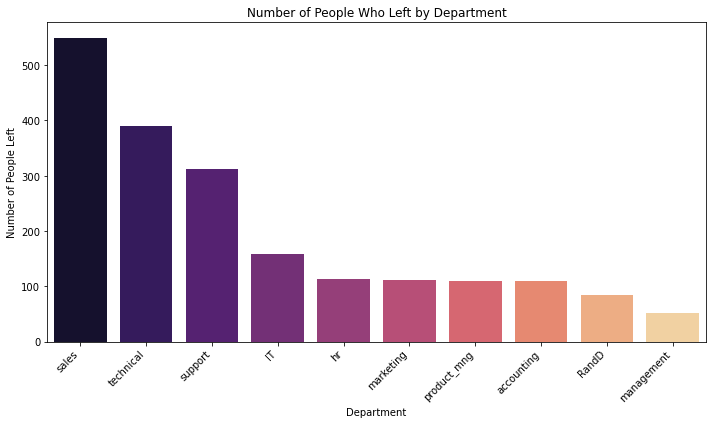 Number of People Who Left by Department
Number of People Left
500
400
300
200
100
0
sales
technical
support
IT
hr
marketing
product_mng
accounting
RandD
management
Department